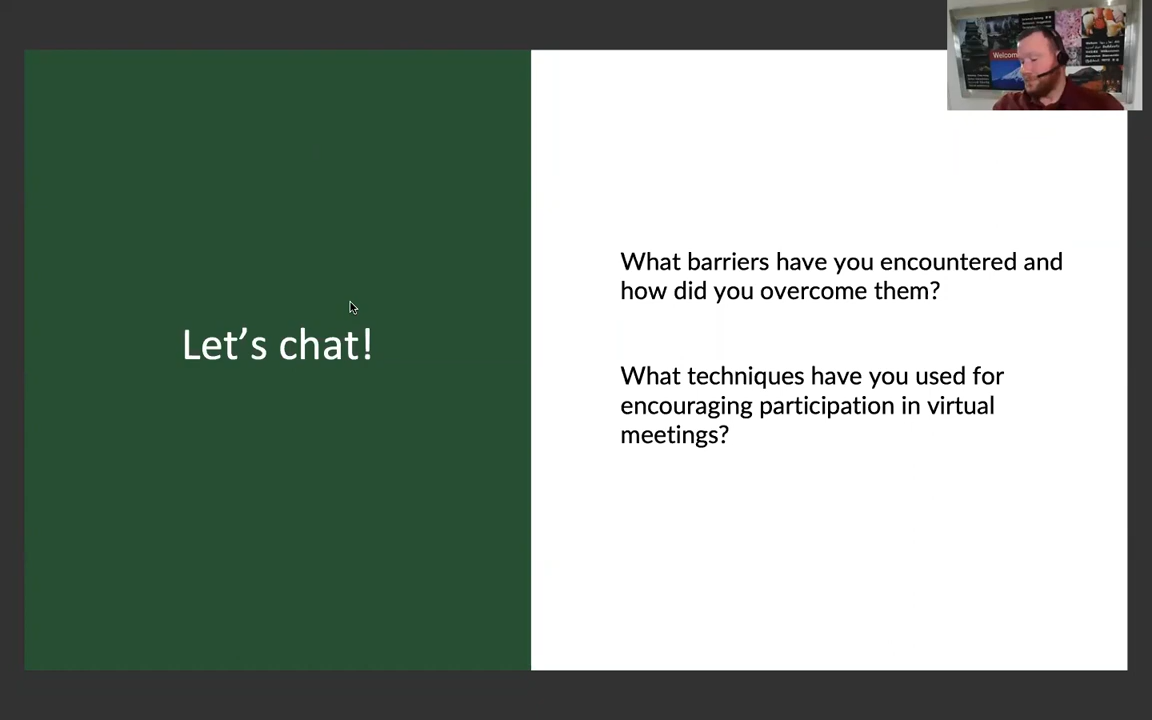 Welcome
Let’s chat!
What barriers have you encountered and
how did you overcome them?
What techniques have you used for
encouraging participation in virtual
meetings?